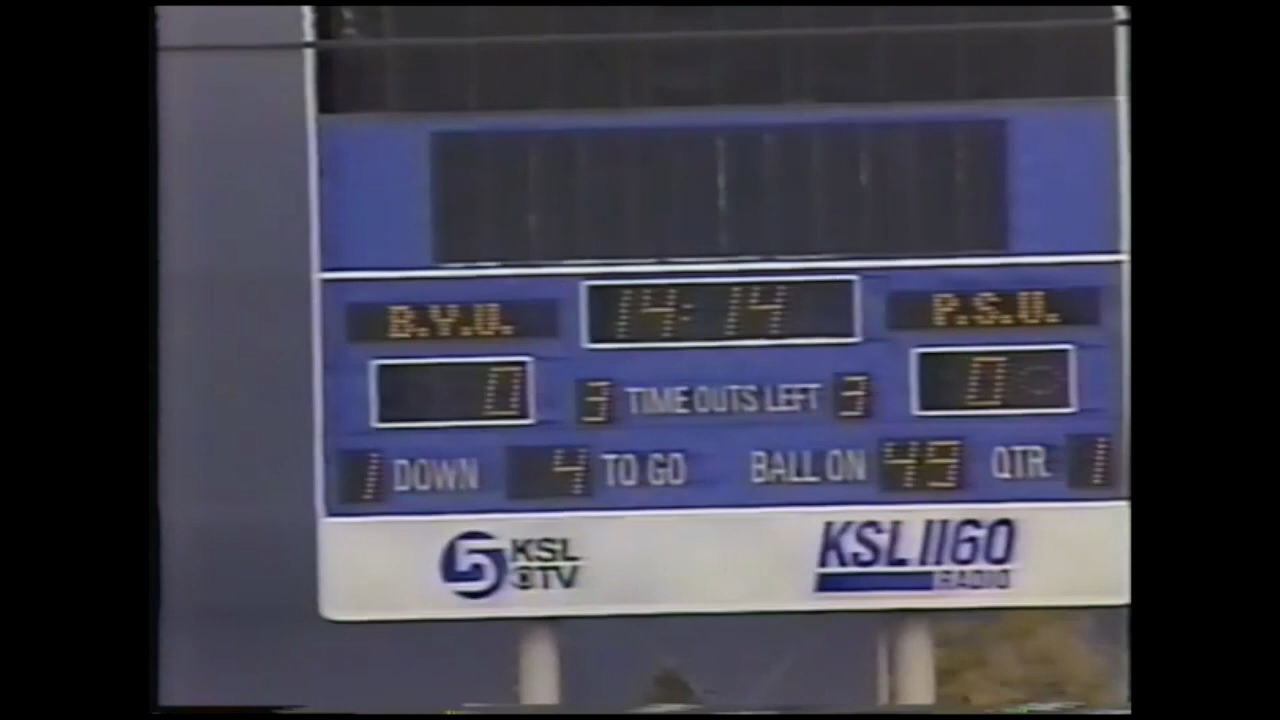 14:14
B.Y.U. P.S.U.
0 0
3 TIME OUTS LEFT 3
1 DOWN 4 TO GO BALL ON 49 QTR. 1
5 KSL TV KSL 1160
RADIO